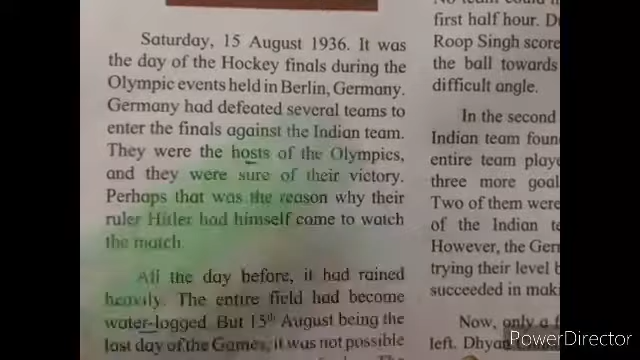 Saturday, 15 August 1936. It was
the day of the Hockey finals during the
Olympic events held in Berlin, Germany.
Germany had defeated several teams to
enter the finals against the Indian team.
They were the hosts of the Olympics,
and they were sure of their victory.
Perhaps that was the reason why their
ruler Hitler had himself come to watch
the match.
All the day before, it had rained
heavily. The entire field had become
water-logged. But 15th August being the
last day of the Games, it was not possible
first half hour.
Roop Singh score
the ball towards
difficult angle.
In the second
Indian team foun
entire team playe
three more goal
Two of them were
of the Indian te
However, the Ger
trying their level b
succeeded in maki
Now, only a f
left. Dhyan
PowerDirector